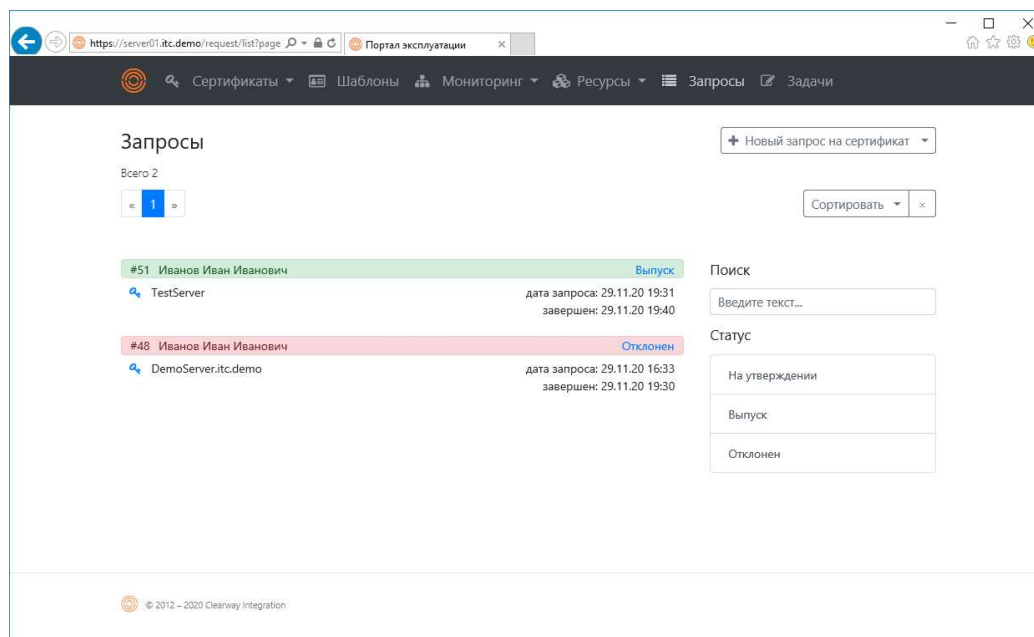 https://server01.itc.demo/request/list?page
Портал эксплуатации
Сертификаты Шаблоны Мониторинг Ресурсы Запросы Задачи
Запросы
+ Новый запрос на сертификат
Всего 2
« 1 »
Сортировать ×
#51 Иванов Иван Иванович Выпуск
TestServer дата запроса: 29.11.20 19:31
завершен: 29.11.20 19:40
#48 Иванов Иван Иванович Отклонен
DemoServer.itc.demo дата запроса: 29.11.20 16:33
завершен: 29.11.20 19:30
Поиск
Введите текст...
Статус
На утверждении
Выпуск
Отклонен
© 2012 – 2020 Clearway Integration